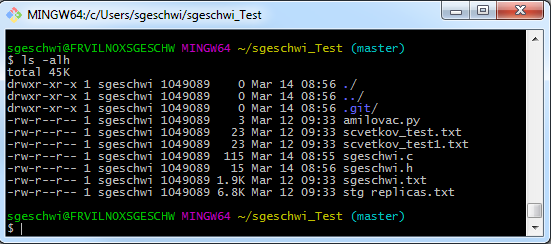 MINGW64:/c/Users/sgeschwi/sgeschwi_Test
sgeschwi@FRVILNOXSGESCHW MINGW64 ~/sgeschwi_Test (master)
$ ls -alh
total 45K
drwxr-xr-x 1 sgeschwi 1049089    0 Mar 14 08:56 ./
drwxr-xr-x 1 sgeschwi 1049089    0 Mar 14 08:56 ../
drwxr-xr-x 1 sgeschwi 1049089    0 Mar 14 08:56 .git/
-rw-r--r-- 1 sgeschwi 1049089    3 Mar 12 09:33 amilovac.py
-rw-r--r-- 1 sgeschwi 1049089   23 Mar 12 09:33 scvetkov_test.txt
-rw-r--r-- 1 sgeschwi 1049089   23 Mar 12 09:33 scvetkov_test1.txt
-rw-r--r-- 1 sgeschwi 1049089  115 Mar 14 08:55 sgeschwi.c
-rw-r--r-- 1 sgeschwi 1049089   15 Mar 14 08:56 sgeschwi.h
-rw-r--r-- 1 sgeschwi 1049089 1.9K Mar 12 09:33 sgeschwi.txt
-rw-r--r-- 1 sgeschwi 1049089 6.8K Mar 12 09:33 stg replicas.txt
sgeschwi@FRVILNOXSGESCHW MINGW64 ~/sgeschwi_Test (master)
$